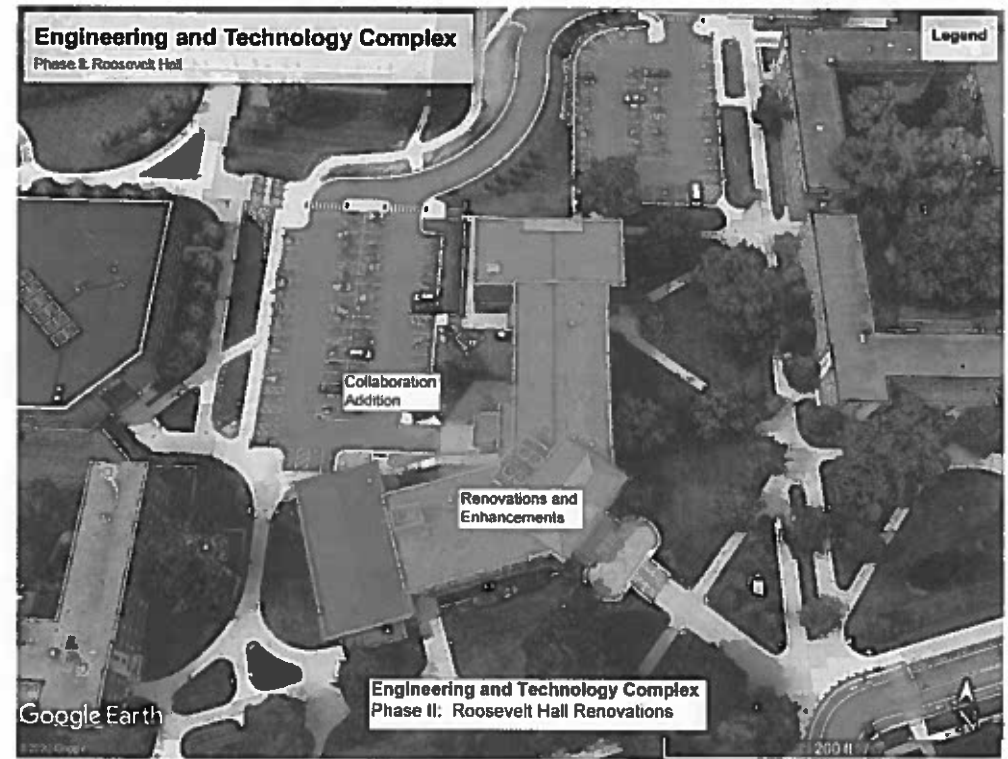 Engineering and Technology Complex
Phase II: Roosevelt Hall
Legend
Collaboration
Addition
Renovations and
Enhancements
Engineering and Technology Complex
Phase II: Roosevelt Hall Renovations
Google Earth
200 ft